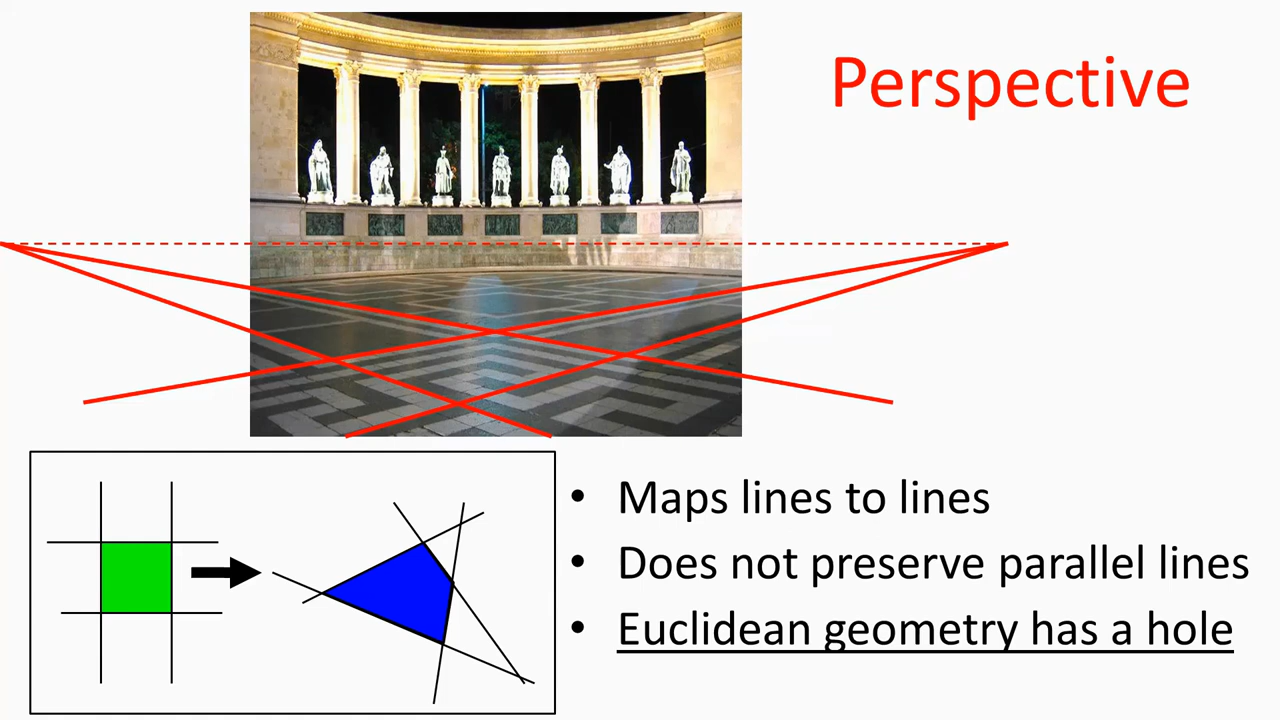 Perspective
• Maps lines to lines
• Does not preserve parallel lines
• Euclidean geometry has a hole